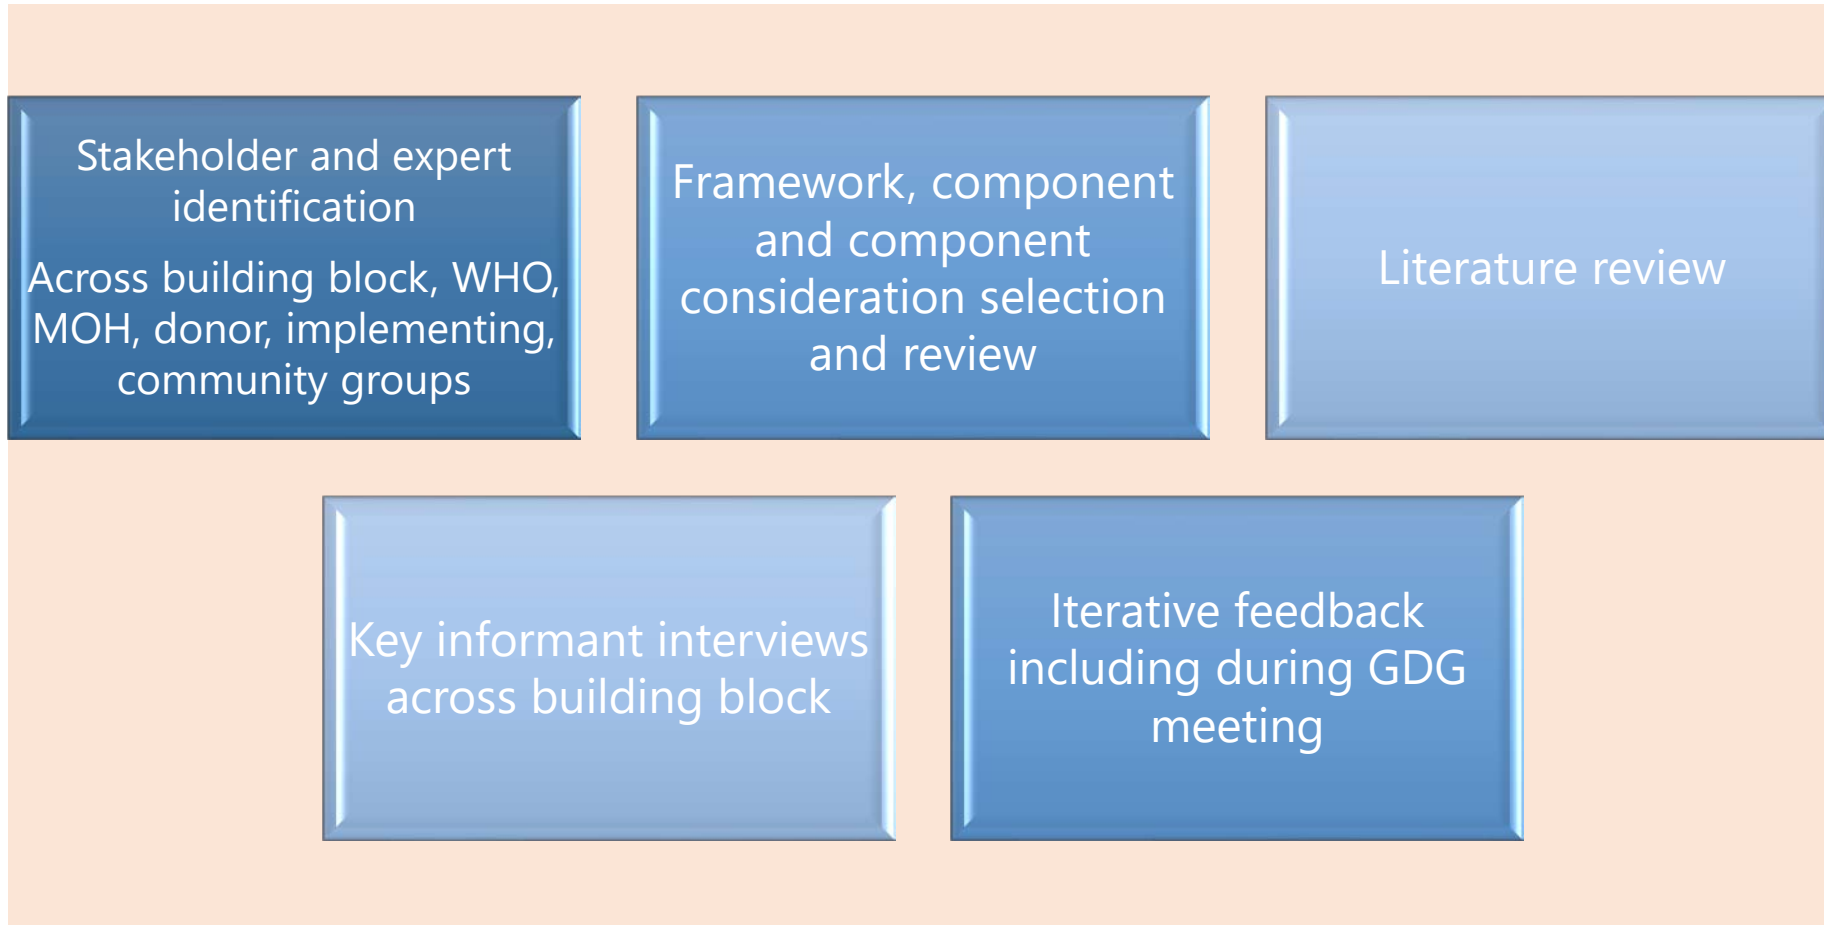 Stakeholder and expert
identification
Across building block, WHO,
MOH, donor, implementing,
community groups
Framework, component
and component
consideration selection
and review
Literature review
Key informant interviews
across building block
Iterative feedback
including during GDG
meeting